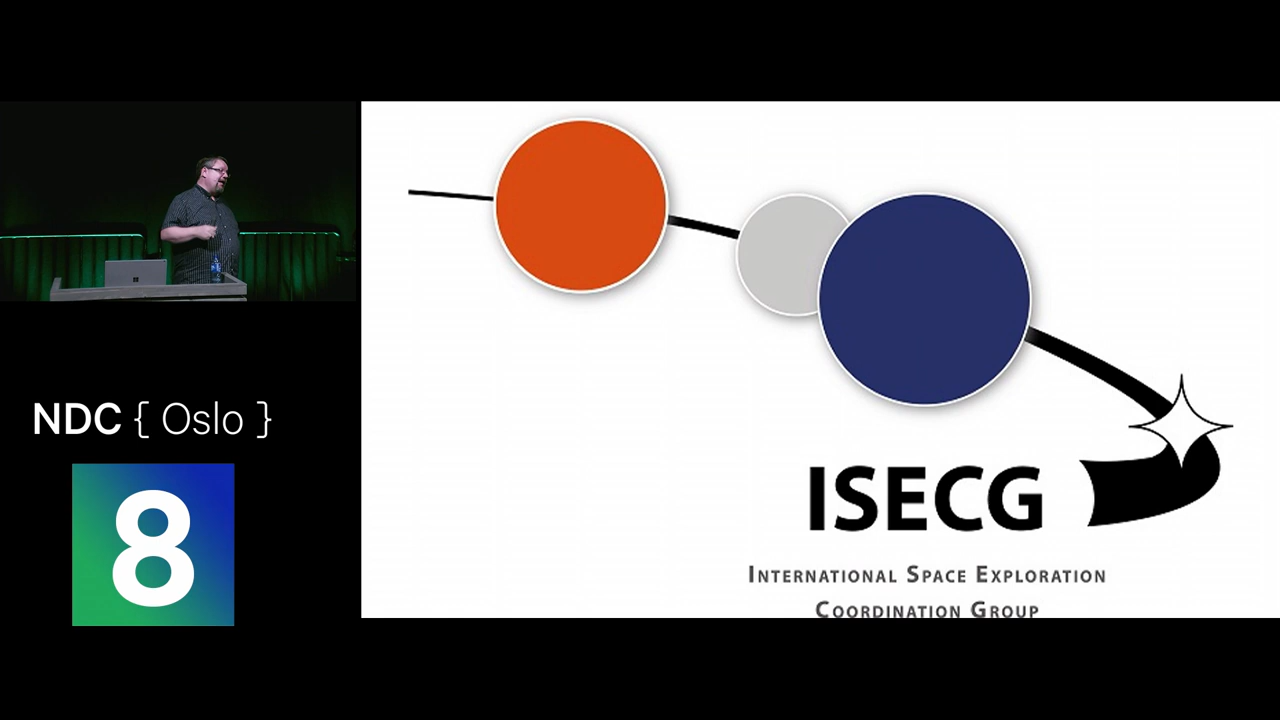 NDC { Oslo }
8
ISECG
International Space Exploration
Coordination Group